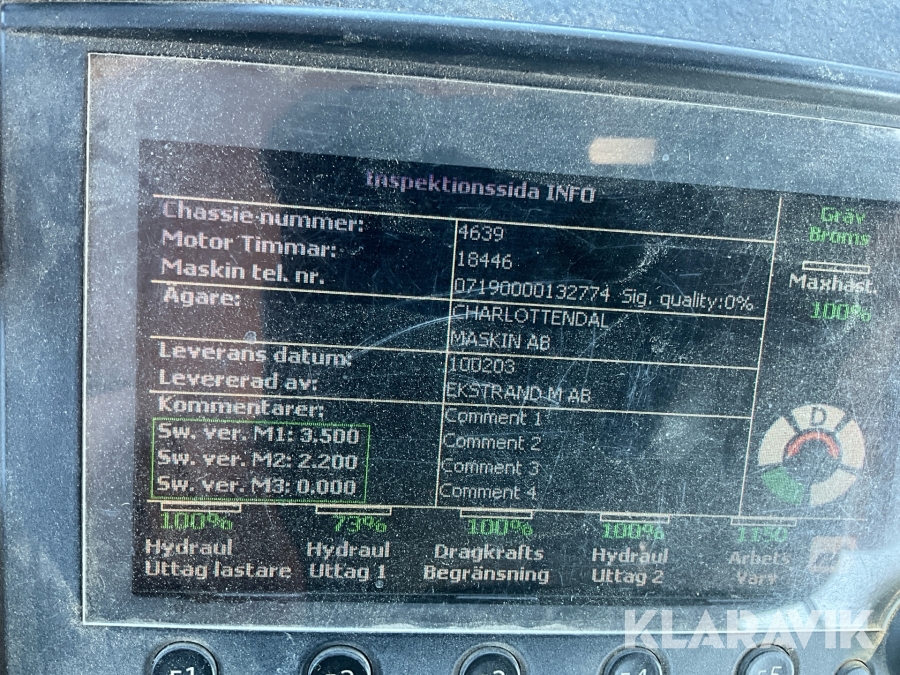 Inspektionssida INFO
Chassie nummer: 4639
Motor Timmar: 18446
Maskin tel. nr. 07190000132774 Sig. quality:0%
Ägare: CHARLOTTENDAL
MASKIN AB
Leverans datum: 100203
Levererad av: EKSTRAND M AB
Kommentarer: Comment 1
Sw. ver. M1: 3.500 Comment 2
Sw. ver. M2: 2.200 Comment 3
Sw. ver. M3: 0.000 Comment 4
Gräv
Broms
Maxhast.
100%
D
100% 73% 100% 100% 1150
Hydraul Hydraul Dragkrafts Hydraul Arbets
Uttag lastare Uttag 1 Begränsning Uttag 2 Varv
KLARAVIK